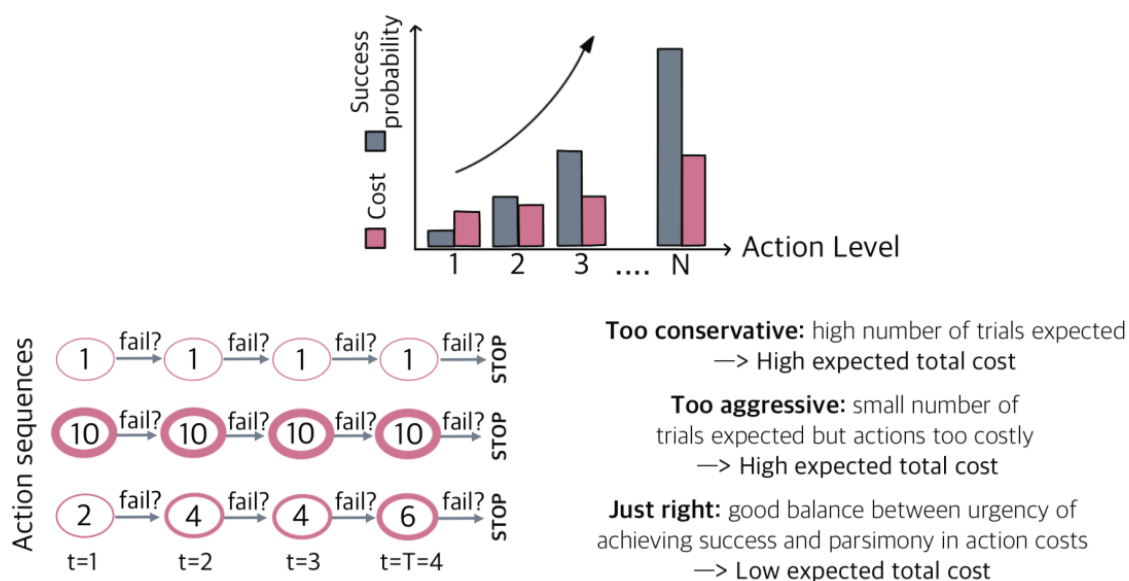 Success
probability
Cost
1 2 3 .... N
Action Level
Action sequences
1 fail? 1 fail? 1 fail? 1 fail? STOP
10 fail? 10 fail? 10 fail? 10 fail? STOP
2 fail? 4 fail? 4 fail? 6 fail? STOP
t=1 t=2 t=3 t=T=4
Too conservative: high number of trials expected
—> High expected total cost
Too aggressive: small number of
trials expected but actions too costly
—> High expected total cost
Just right: good balance between urgency of
achieving success and parsimony in action costs
—> Low expected total cost